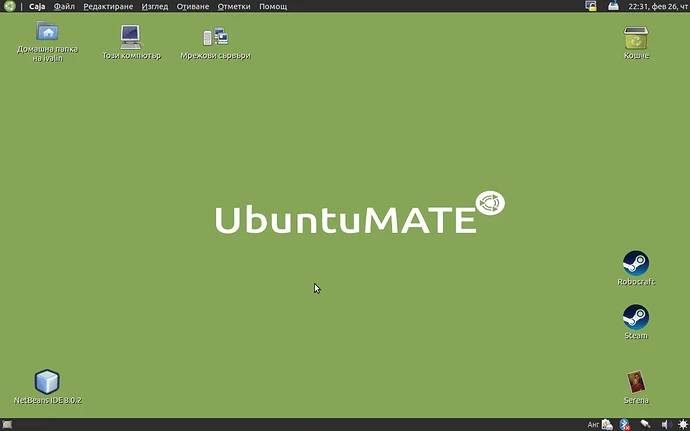 | Caja Файл Редактиране Изглед Отиване Отметки Помощ 22:31, фев 26, чт
Домашна папка
на ivalin
Този компютър
Мрежови сървъри
Кошче
UbuntuMATE
Robocraft
Steam
NetBeans IDE 8.0.2
Serena
Анг